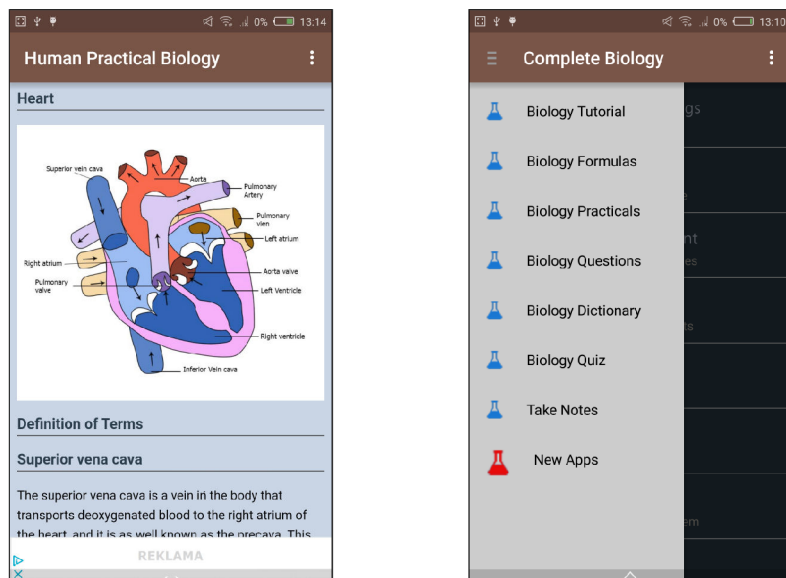 0% 13:14
Human Practical Biology
Heart
Superior vein cava
Aorta
Pulmonary
Artery
Pulmonary
vien
Left atrium
Right atrium
Aorta valve
Pulmonary
valve
Left Ventricle
Right ventricle
Inferior Vein cava
Definition of Terms
Superior vena cava
The superior vena cava is a vein in the body that
transports deoxygenated blood to the right atrium of
the heart, and it is as well known as the precava. This
REKLAMA
0% 13:10
Complete Biology
Biology Tutorial
Biology Formulas
Biology Practicals
Biology Questions
Biology Dictionary
Biology Quiz
Take Notes
New Apps